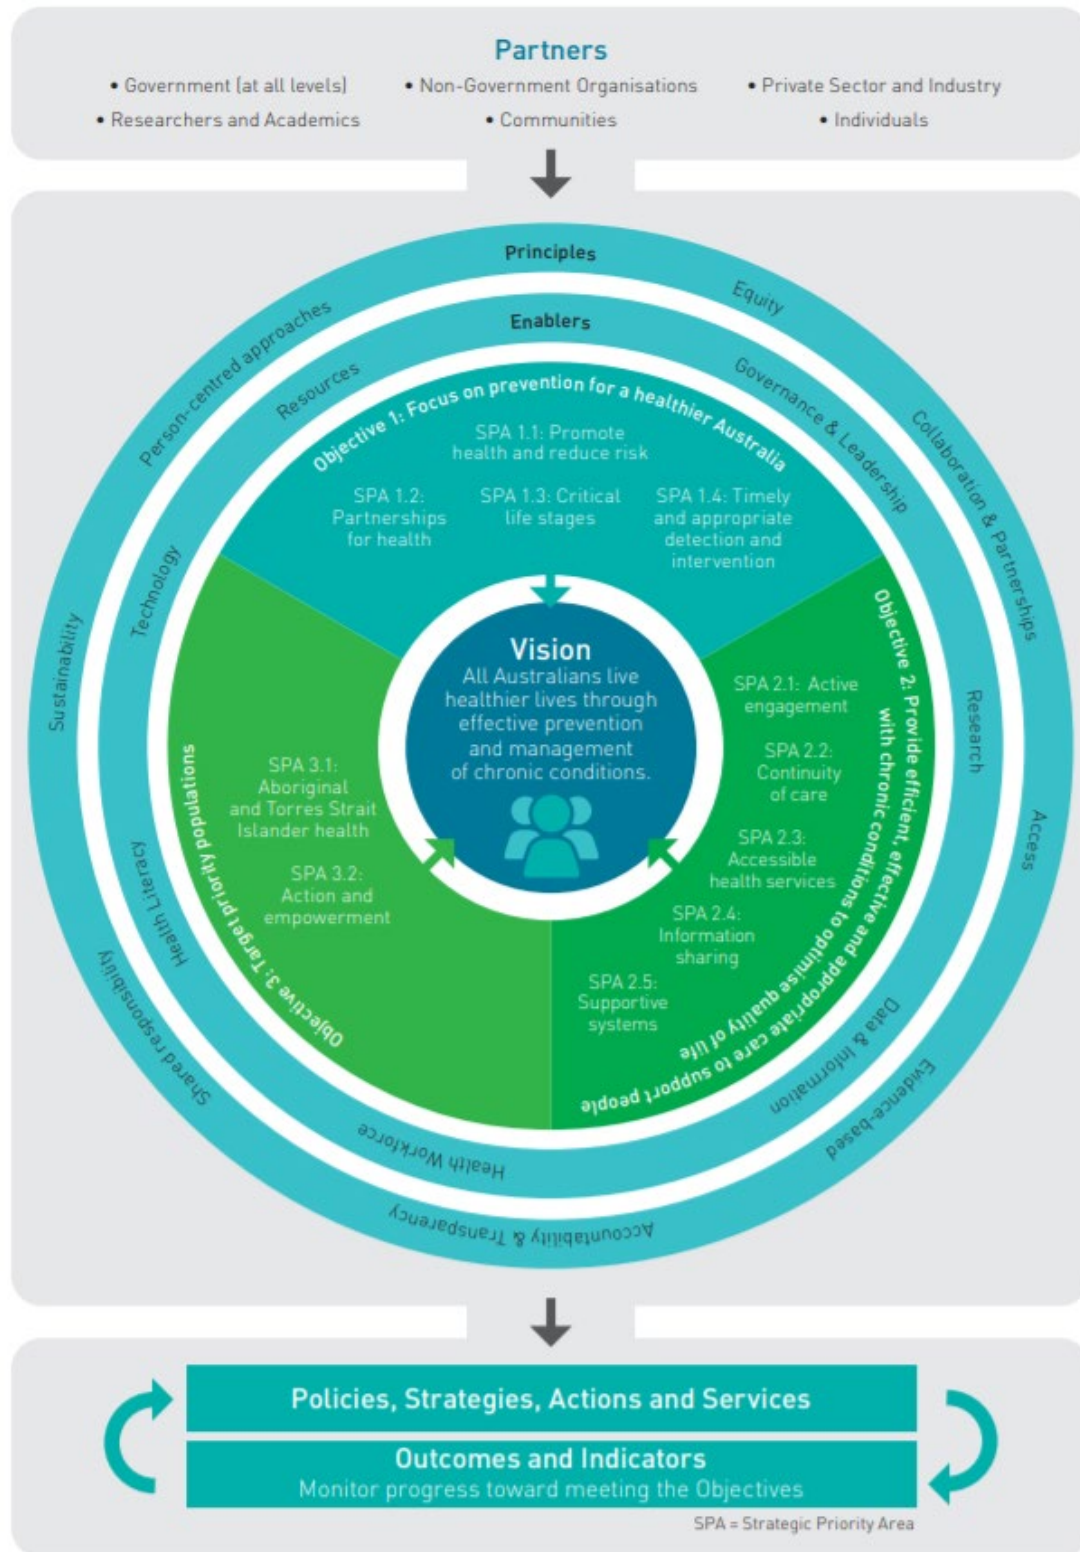 Partners
• Government (at all levels)
• Non-Government Organisations
• Private Sector and Industry
• Researchers and Academics
• Communities
• Individuals
Principles
Equity
Collaboration & Partnerships
Access
Evidence-based
Accountability & Transparency
Shared responsibility
Sustainability
Person-centred approaches
Enablers
Governance & Leadership
Research
Data & Information
Health Workforce
Health Literacy
Technology
Resources
Objective 1: Focus on prevention for a healthier Australia
SPA 1.1: Promote
health and reduce risk
SPA 1.2:
Partnerships
for health
SPA 1.3: Critical
life stages
SPA 1.4: Timely
and appropriate
detection and
intervention
Objective 2: Provide efficient, effective and appropriate care to support people
with chronic conditions to optimise quality of life
SPA 2.1: Active
engagement
SPA 2.2:
Continuity
of care
SPA 2.3:
Accessible
health services
SPA 2.4:
Information
sharing
SPA 2.5:
Supportive
systems
Objective 3: Target priority populations
SPA 3.1:
Aboriginal
and Torres Strait
Islander health
SPA 3.2:
Action and
empowerment
Vision
All Australians live
healthier lives through
effective prevention
and management
of chronic conditions.
Policies, Strategies, Actions and Services
Outcomes and Indicators
Monitor progress toward meeting the Objectives
SPA = Strategic Priority Area